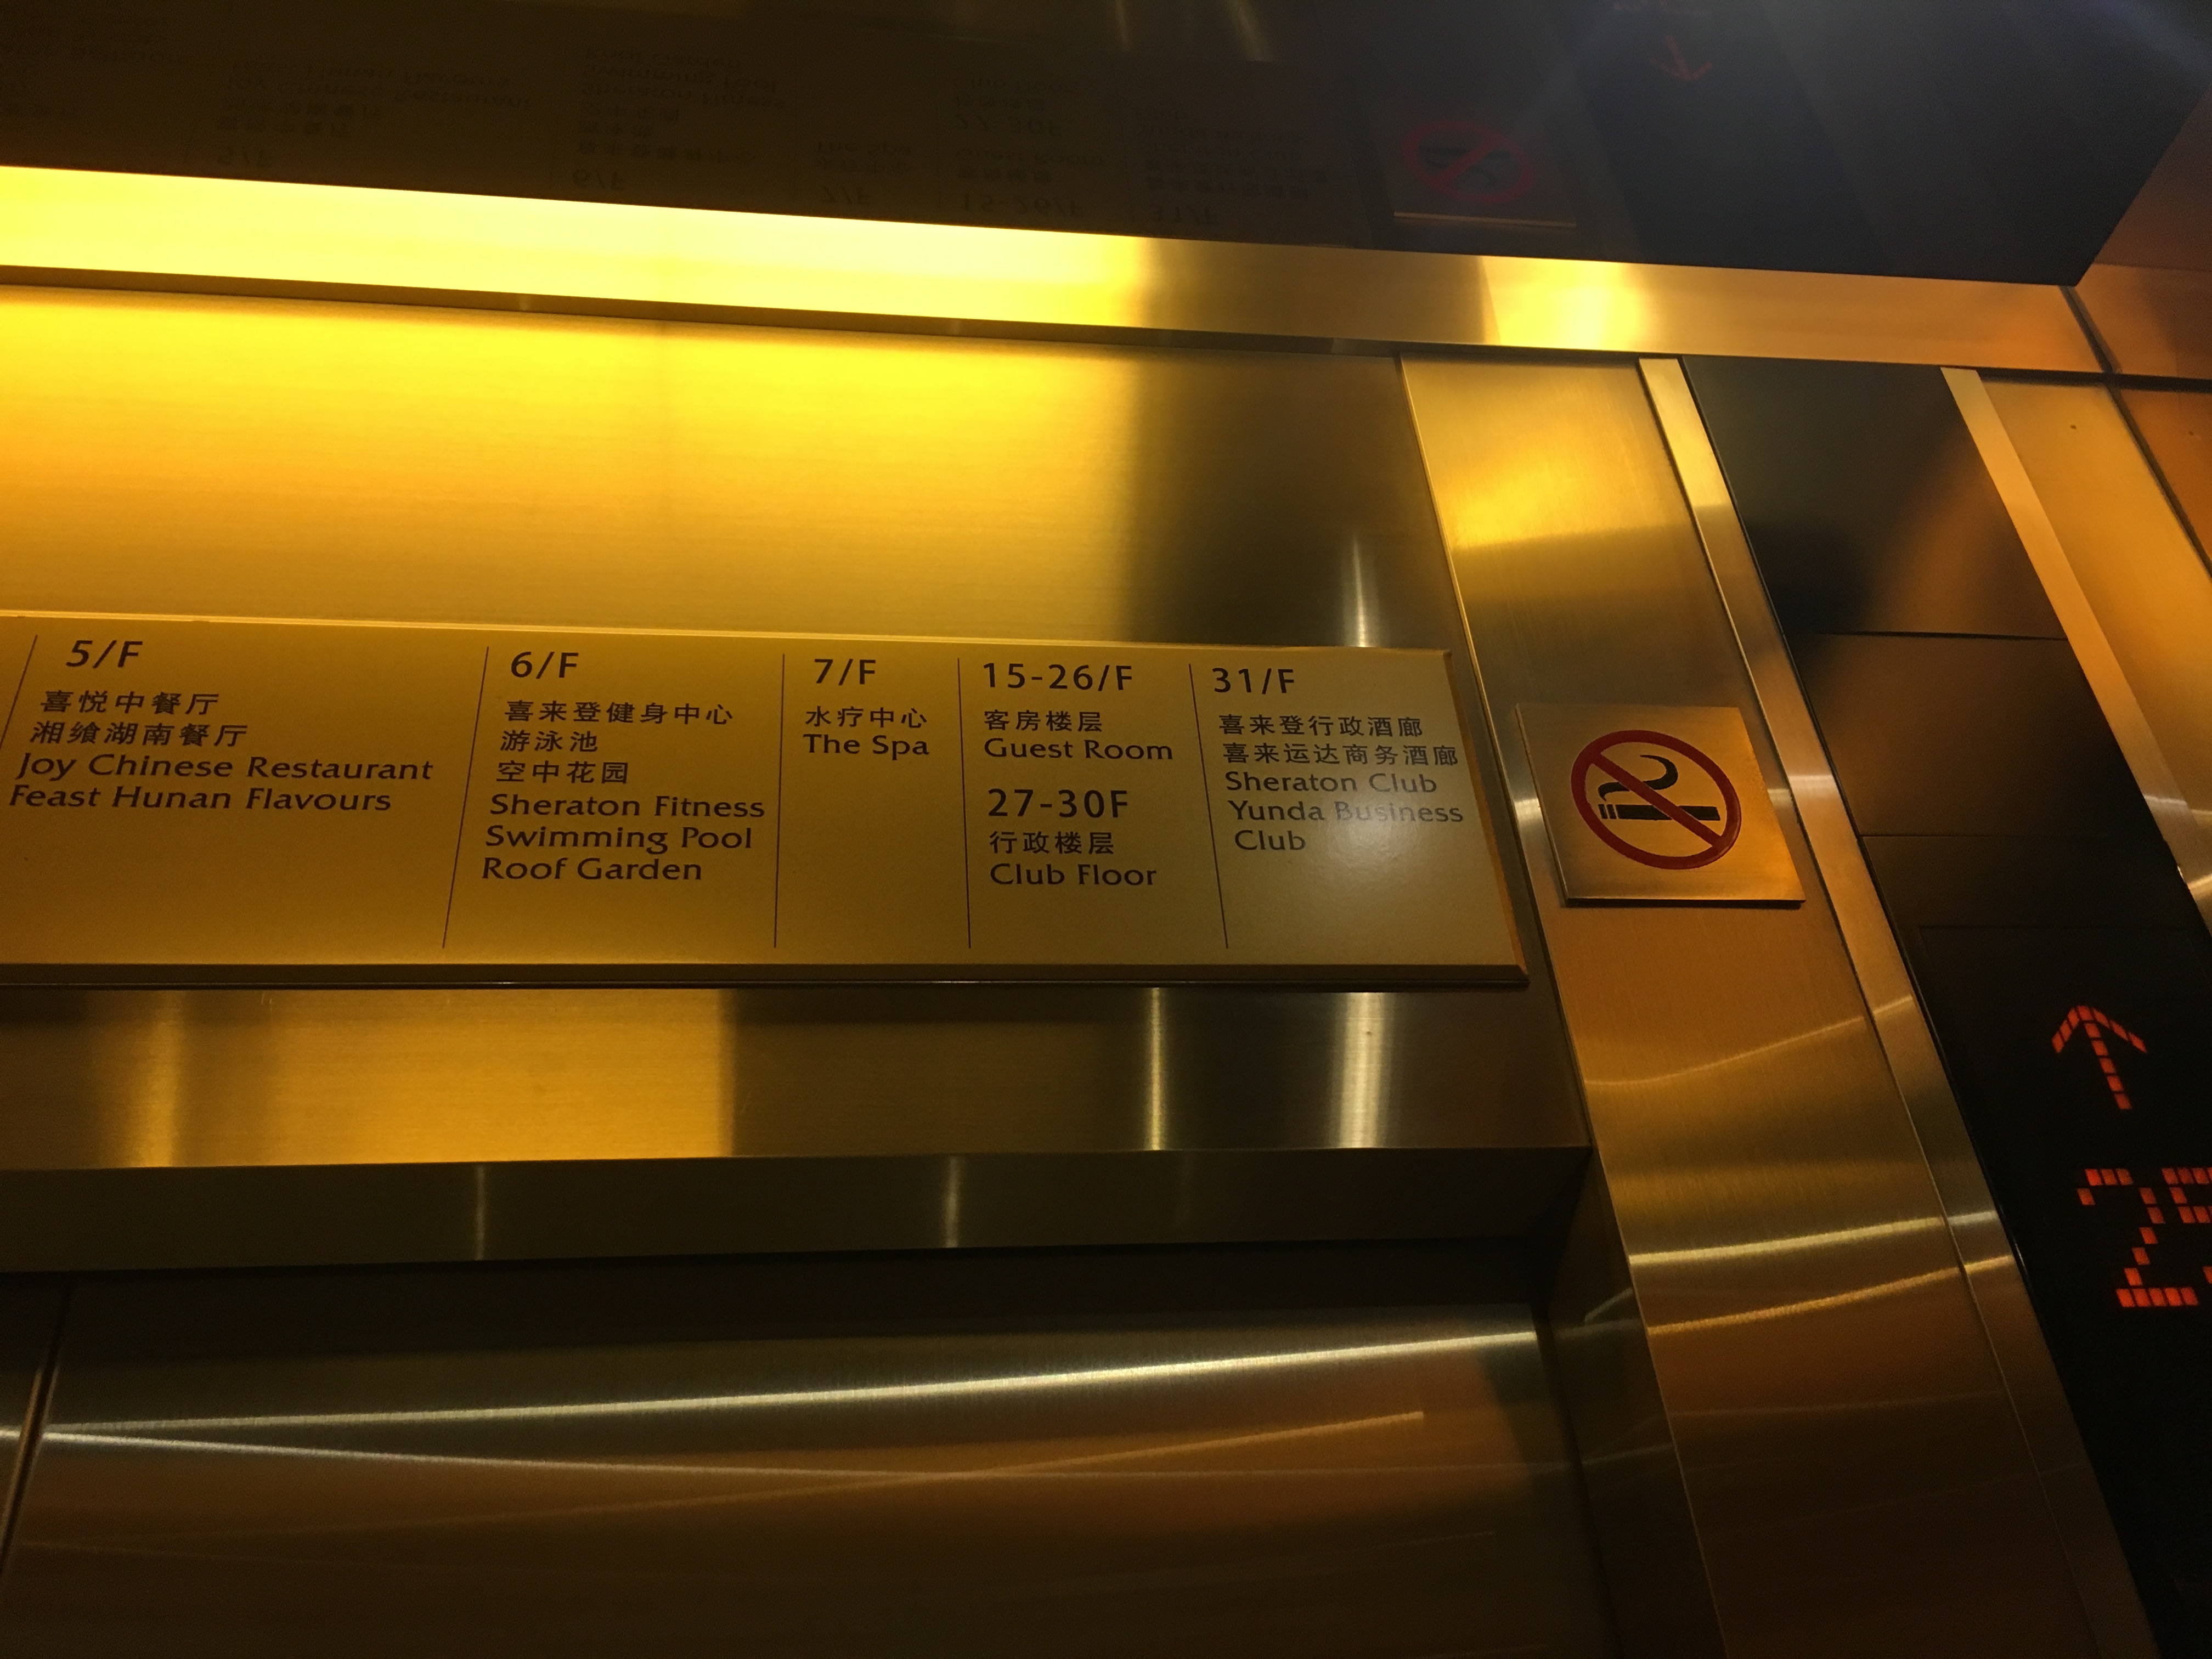 5/F
喜悦中餐厅
湘飨湖南餐厅
Joy Chinese Restaurant
Feast Hunan Flavours
6/F
喜来登健身中心
游泳池
空中花园
Sheraton Fitness
Swimming Pool
Roof Garden
7/F
水疗中心
The Spa
15-26/F
客房楼层
Guest Room
27-30F
行政楼层
Club Floor
31/F
喜来登行政酒廊
喜来运达商务酒廊
Sheraton Club
Yunda Business
Club